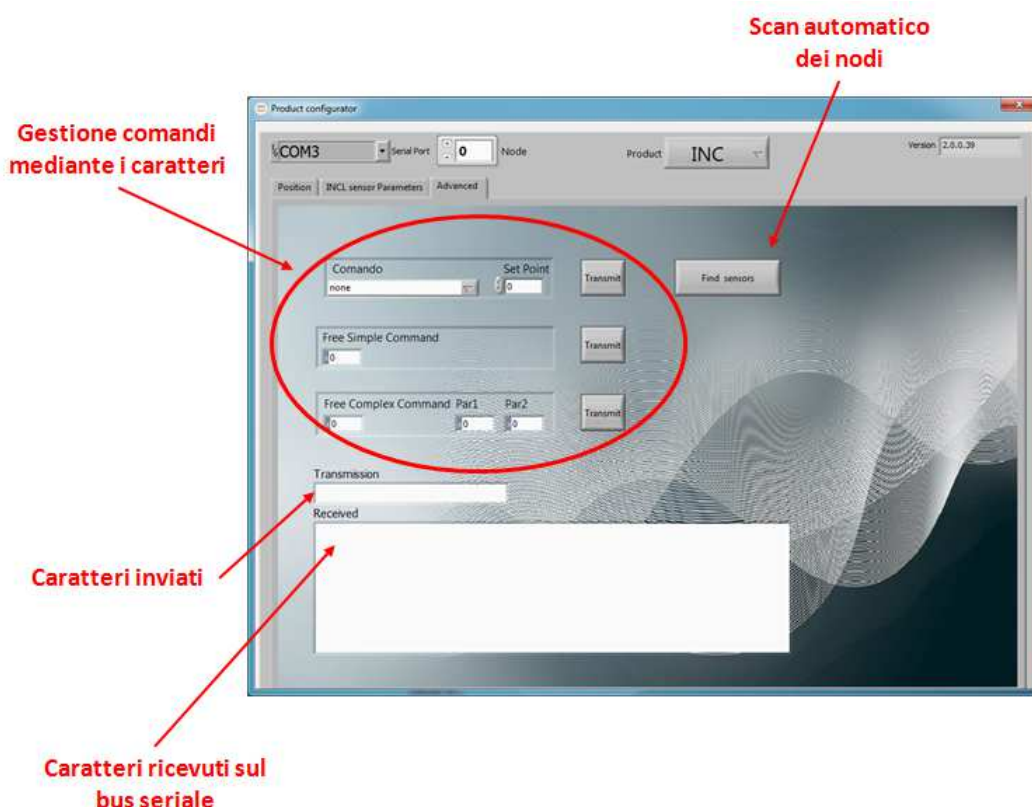 Scan automatico
dei nodi
Product configurator
Gestione comandi
mediante i caratteri
COM3
Serial Port
0
Node
Product
INC
Version
2.0.0.39
Position
INCL sensor Parameters
Advanced
Comando
Set Point
none
0
Transmit
Find sensors
Free Simple Command
0
Transmit
Free Complex Command Par1 Par2
0
0
0
Transmit
Transmission
Received
Caratteri inviati
Caratteri ricevuti sul
bus seriale